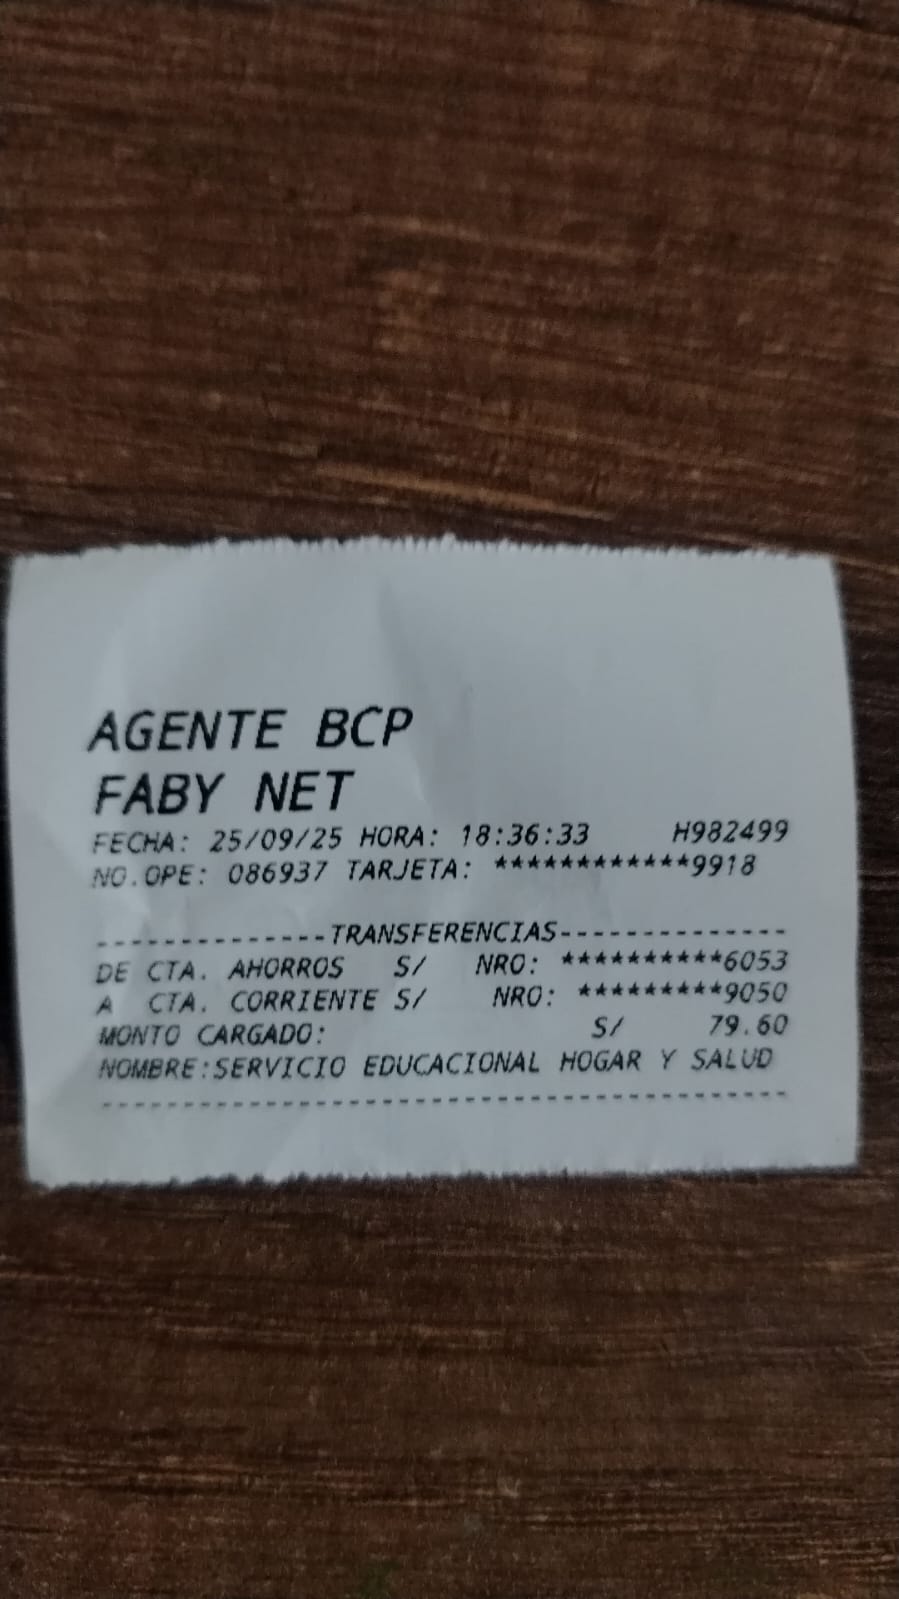 AGENTE BCP
FABY NET
FECHA: 25/09/25 HORA: 18:36:33 H982499
NO.OPE: 086937 TARJETA: ************9918
--------------TRANSFERENCIAS--------------
DE CTA. AHORROS S/ NRO: **********6053
A CTA. CORRIENTE S/ NRO: *********9050
MONTO CARGADO: S/ 79.60
NOMBRE:SERVICIO EDUCACIONAL HOGAR Y SALUD
------------------------------------------